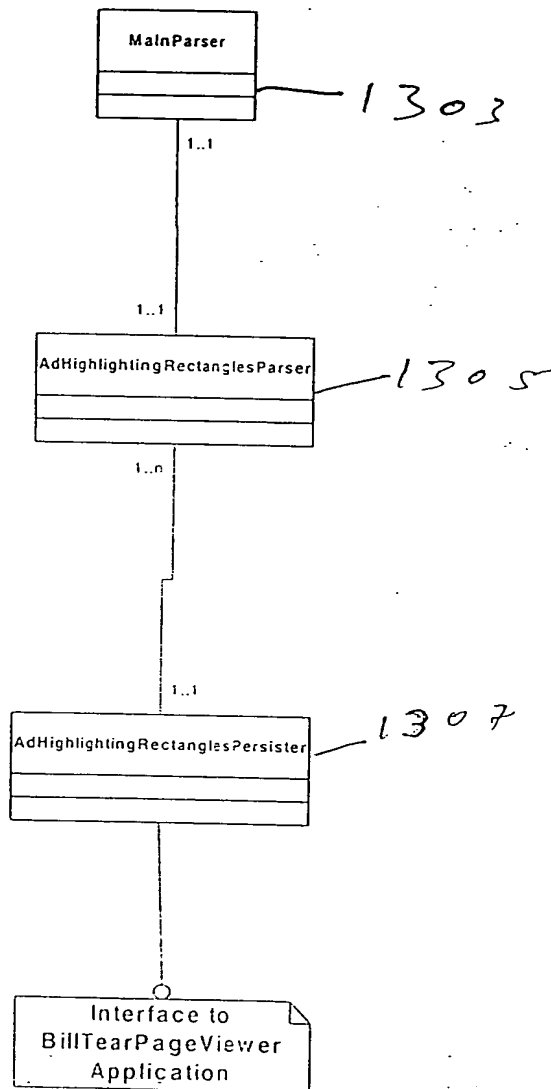 MainParser
1303
1..1
1..1
AdHighlightingRectanglesParser
1305
1..n
1..1
AdHighlightingRectanglesPersister
1307
Interface to
BillTearPageViewer
Application